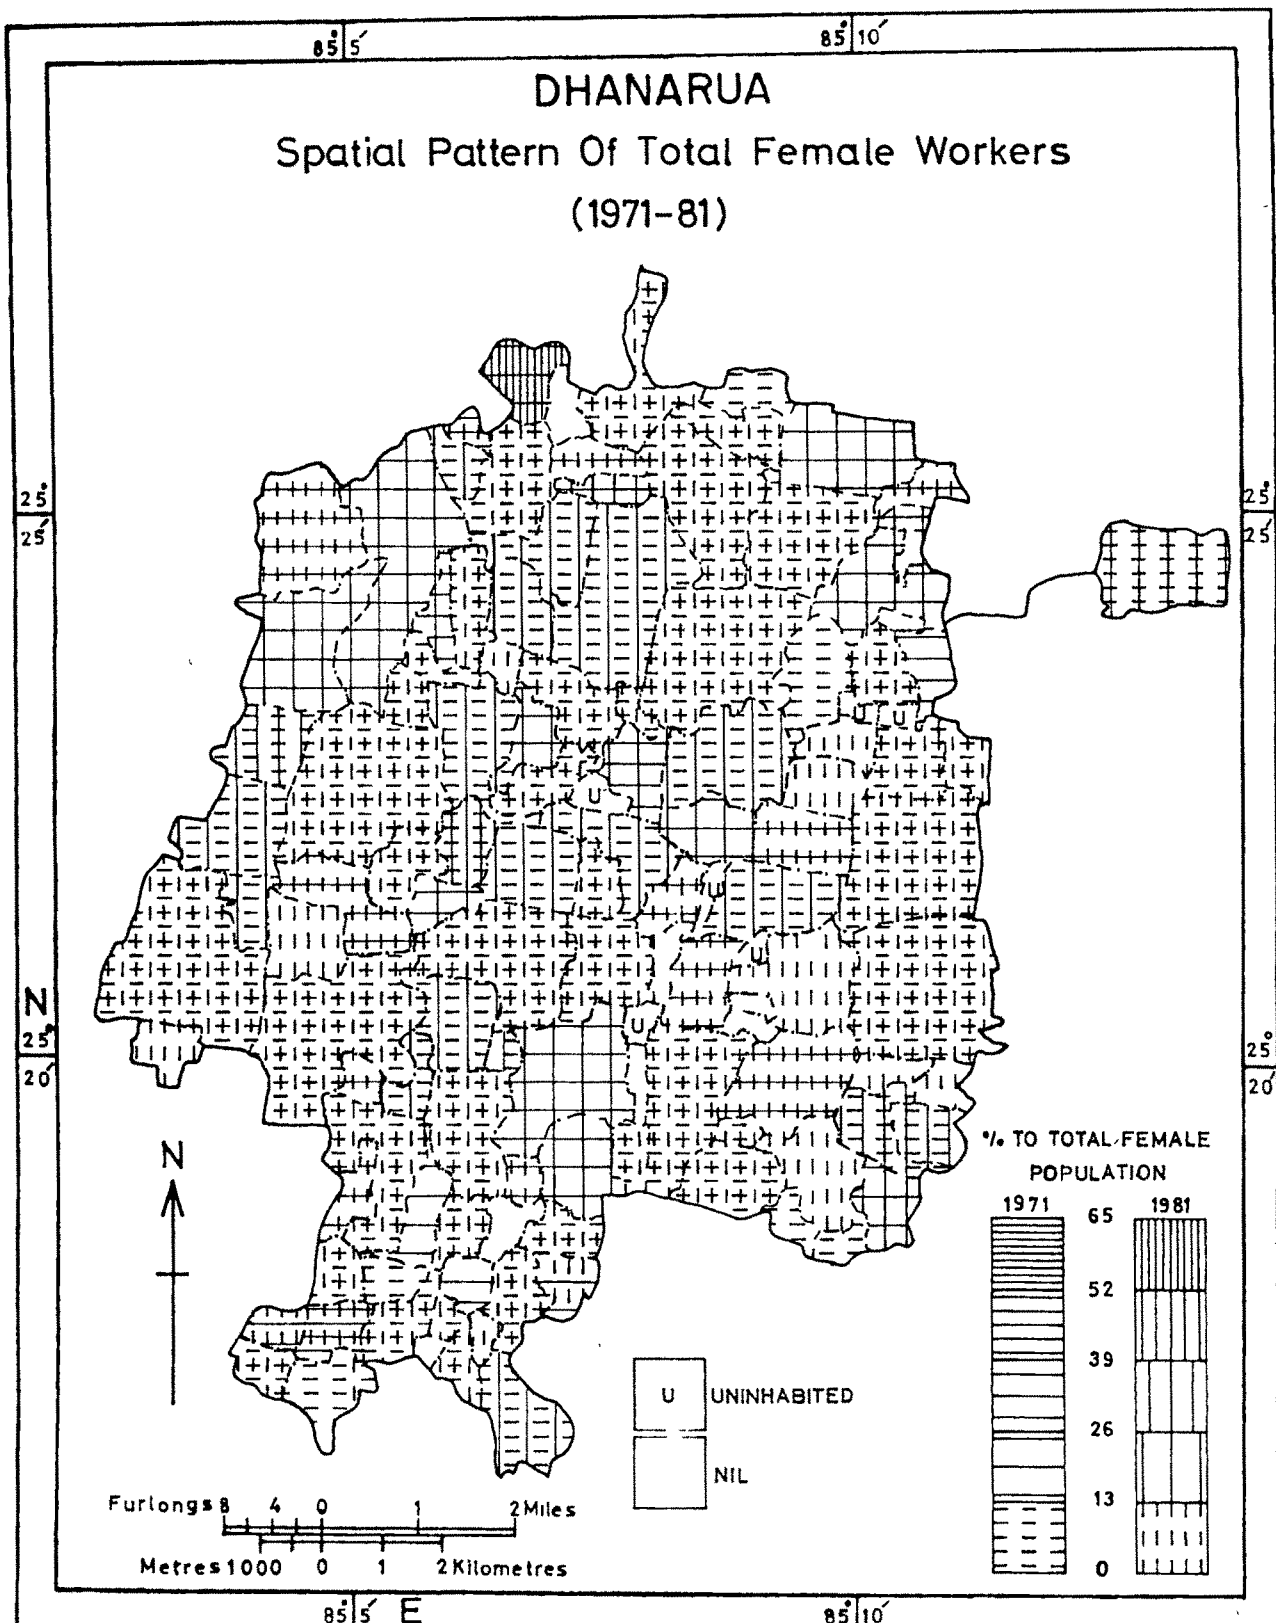 85° 5′ 85° 10′
DHANARUA
Spatial Pattern Of Total Female Workers
(1971-81)
25° 25°
25′ 25′
U U
U
U
U
U
N
25° 25°
20′ 20′
N
% TO TOTAL FEMALE
POPULATION
1971 65 1981
52
39
26
13
0
U UNINHABITED
NIL
Furlongs 8 4 0 1 2 Miles
Metres 1000 0 1 2 Kilometres
85° 5′ E 85° 10′